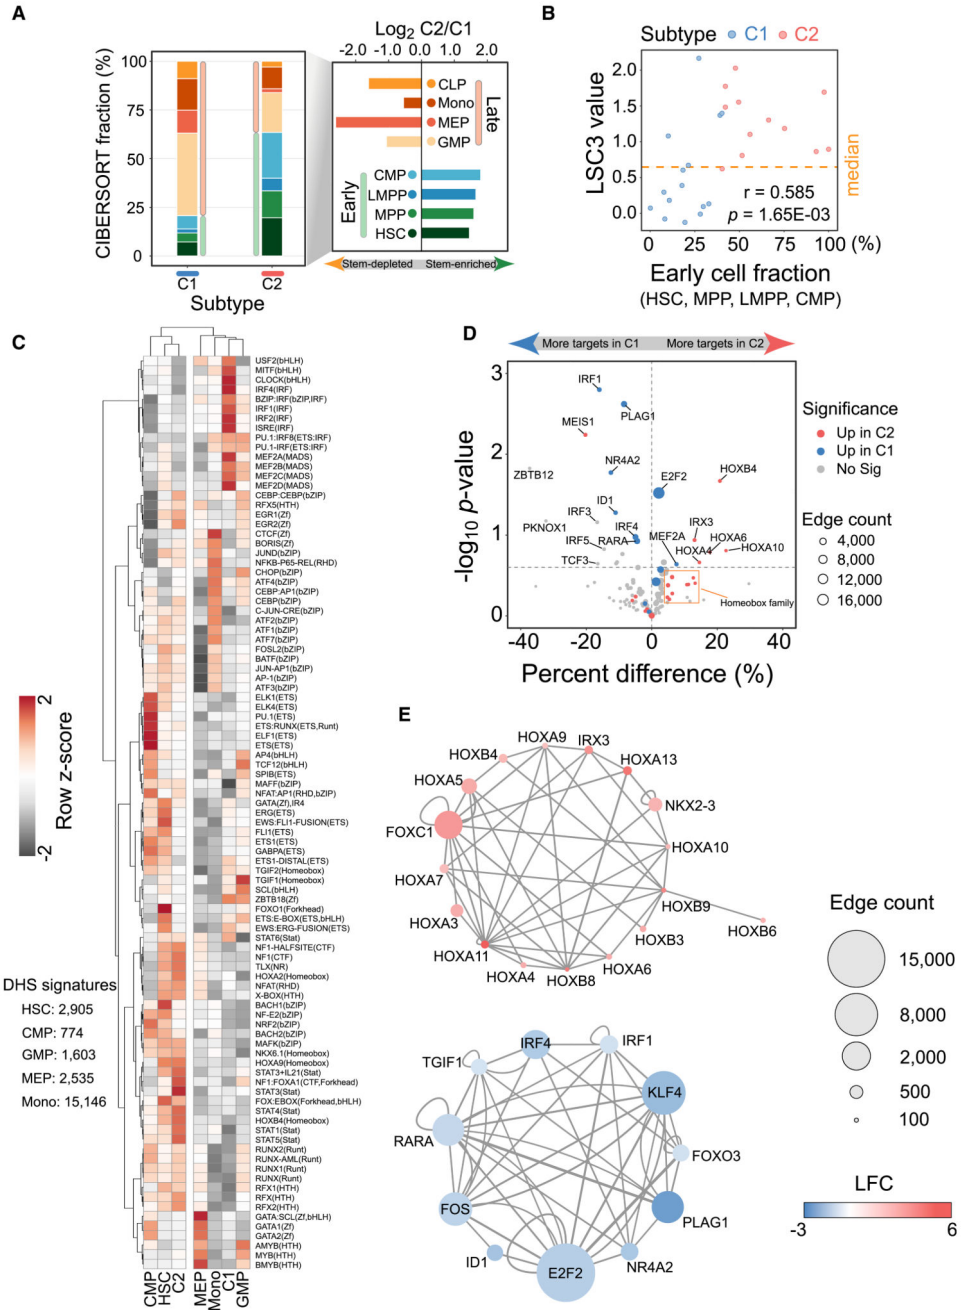 A
Log2 C2/C1
-2.0 -1.0 0.0 1.0 2.0
CIBERSORT fraction (%)
100
75
50
25
0
C1
C2
Subtype
CLP
Mono
MEP
GMP
Late
CMP
LMPP
MPP
HSC
Early
Stem-depleted
Stem-enriched
B
Subtype C1 C2
LSC3 value
2.0
1.5
1.0
0.5
0.0
median
r = 0.585
p = 1.65E-03
0 25 50 75 100 (%)
Early cell fraction
(HSC, MPP, LMPP, CMP)
C
USF2(bHLH)
MITF(bHLH)
CLOCK(bHLH)
IRF4(IRF)
BZIP:IRF(bZIP,IRF)
IRF1(IRF)
IRF2(IRF)
ISRE(IRF)
PU.1:IRF8(ETS:IRF)
PU.1-IRF(ETS:IRF)
MEF2A(MADS)
MEF2B(MADS)
MEF2C(MADS)
MEF2D(MADS)
CEBP:CEBP(bZIP)
RFX5(HTH)
EGR1(Zf)
EGR2(Zf)
CTCF(Zf)
BORIS(Zf)
JUND(bZIP)
NFKB-P65-REL(RHD)
CHOP(bZIP)
ATF4(bZIP)
CEBP:AP1(bZIP)
CEBP(bZIP)
C-JUN-CRE(bZIP)
ATF2(bZIP)
ATF1(bZIP)
ATF7(bZIP)
FOSL2(bZIP)
BATF(bZIP)
JUN-AP1(bZIP)
AP-1(bZIP)
ATF3(bZIP)
ELK1(ETS)
ELK4(ETS)
PU.1(ETS)
ETS:RUNX(ETS,Runt)
ELF1(ETS)
ETS(ETS)
AP4(bHLH)
TCF12(bHLH)
SPIB(ETS)
MAFF(bZIP)
NFAT:AP1(RHD,bZIP)
GATA(Zf),IR4
ERG(ETS)
EWS:FLI1-FUSION(ETS)
FLI1(ETS)
ETS1(ETS)
GABPA(ETS)
ETS1-DISTAL(ETS)
TGIF2(Homeobox)
TGIF1(Homeobox)
SCL(bHLH)
ZBTB18(Zf)
FOXO1(Forkhead)
ETS:E-BOX(ETS,bHLH)
EWS:ERG-FUSION(ETS)
STAT6(Stat)
NF1-HALFSITE(CTF)
NF1(CTF)
TLX(NR)
HOXA2(Homeobox)
NFAT(RHD)
X-BOX(HTH)
BACH1(bZIP)
NF-E2(bZIP)
NRF2(bZIP)
BACH2(bZIP)
MAFK(bZIP)
NKX6.1(Homeobox)
HOXA9(Homeobox)
STAT3+IL21(Stat)
NF1:FOXA1(CTF,Forkhead)
STAT3(Stat)
FOX:EBOX(Forkhead,bHLH)
STAT4(Stat)
HOXB4(Homeobox)
STAT1(Stat)
STAT5(Stat)
RUNX2(Runt)
RUNX-AML(Runt)
RUNX1(Runt)
RUNX(Runt)
RFX1(HTH)
RFX(HTH)
RFX2(HTH)
GATA:SCL(Zf,bHLH)
GATA1(Zf)
GATA2(Zf)
AMYB(HTH)
MYB(HTH)
BMYB(HTH)
CMP HSC C2 MEP Mono C1 GMP
2
Row z-score
-2
DHS signatures
HSC: 2,905
CMP: 774
GMP: 1,603
MEP: 2,535
Mono: 15,146
D
More targets in C1
More targets in C2
-log10 p-value
3
2
1
0
IRF1
PLAG1
MEIS1
NR4A2
ZBTB12
E2F2
HOXB4
ID1
IRF3
PKNOX1
IRF4
IRX3
IRF5
RARA
MEF2A
HOXA6
HOXA4
HOXA10
TCF3
Homeobox family
-40 -20 0 20 40
Percent difference (%)
Significance
Up in C2
Up in C1
No Sig
Edge count
4,000
8,000
12,000
16,000
E
HOXA9
IRX3
HOXB4
HOXA13
HOXA5
NKX2-3
FOXC1
HOXA10
HOXA7
HOXB9
HOXA3
HOXB6
HOXB3
HOXA11
HOXA6
HOXA4
HOXB8
IRF4
IRF1
TGIF1
KLF4
RARA
FOXO3
FOS
PLAG1
ID1
NR4A2
E2F2
Edge count
15,000
8,000
2,000
500
100
LFC
-3 6